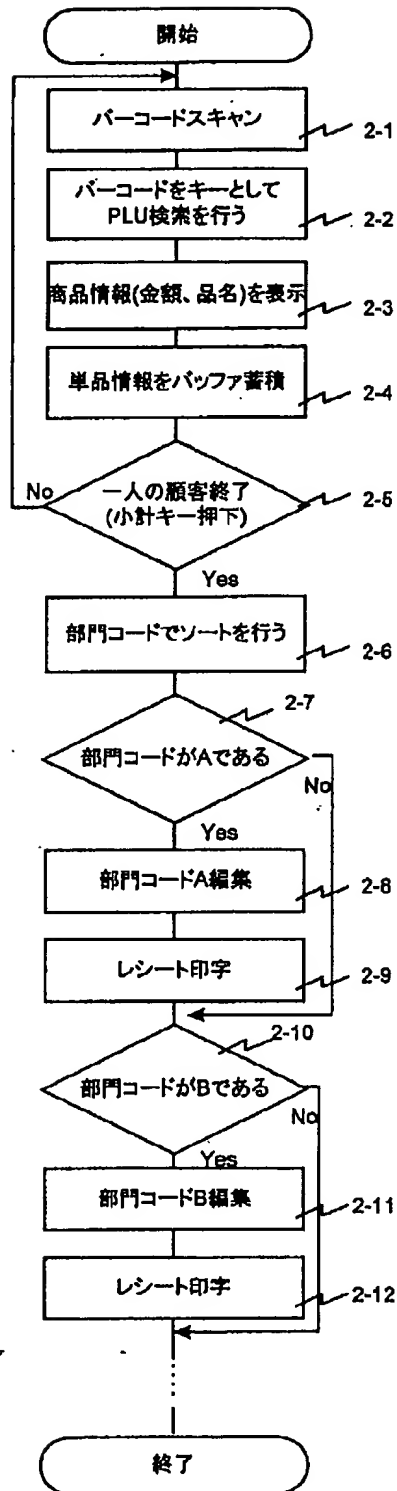 開始
バーコードスキャン
2-1
バーコードをキーとして
PLU検索を行う
2-2
商品情報(金額、品名)を表示
2-3
単品情報をバッファ蓄積
2-4
No
一人の顧客終了
(小計キー押下)
2-5
Yes
部門コードでソートを行う
2-6
2-7
部門コードがAである
No
Yes
部門コードA編集
2-8
レシート印字
2-9
2-10
部門コードがBである
No
Yes
部門コードB編集
2-11
レシート印字
2-12
終了